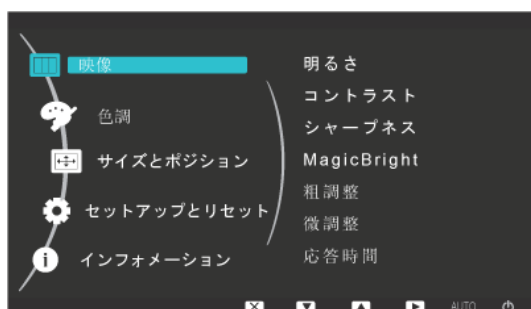 映像
色調
サイズとポジション
セットアップとリセット
インフォメーション
明るさ
コントラスト
シャープネス
MagicBright
粗調整
微調整
応答時間
AUTO